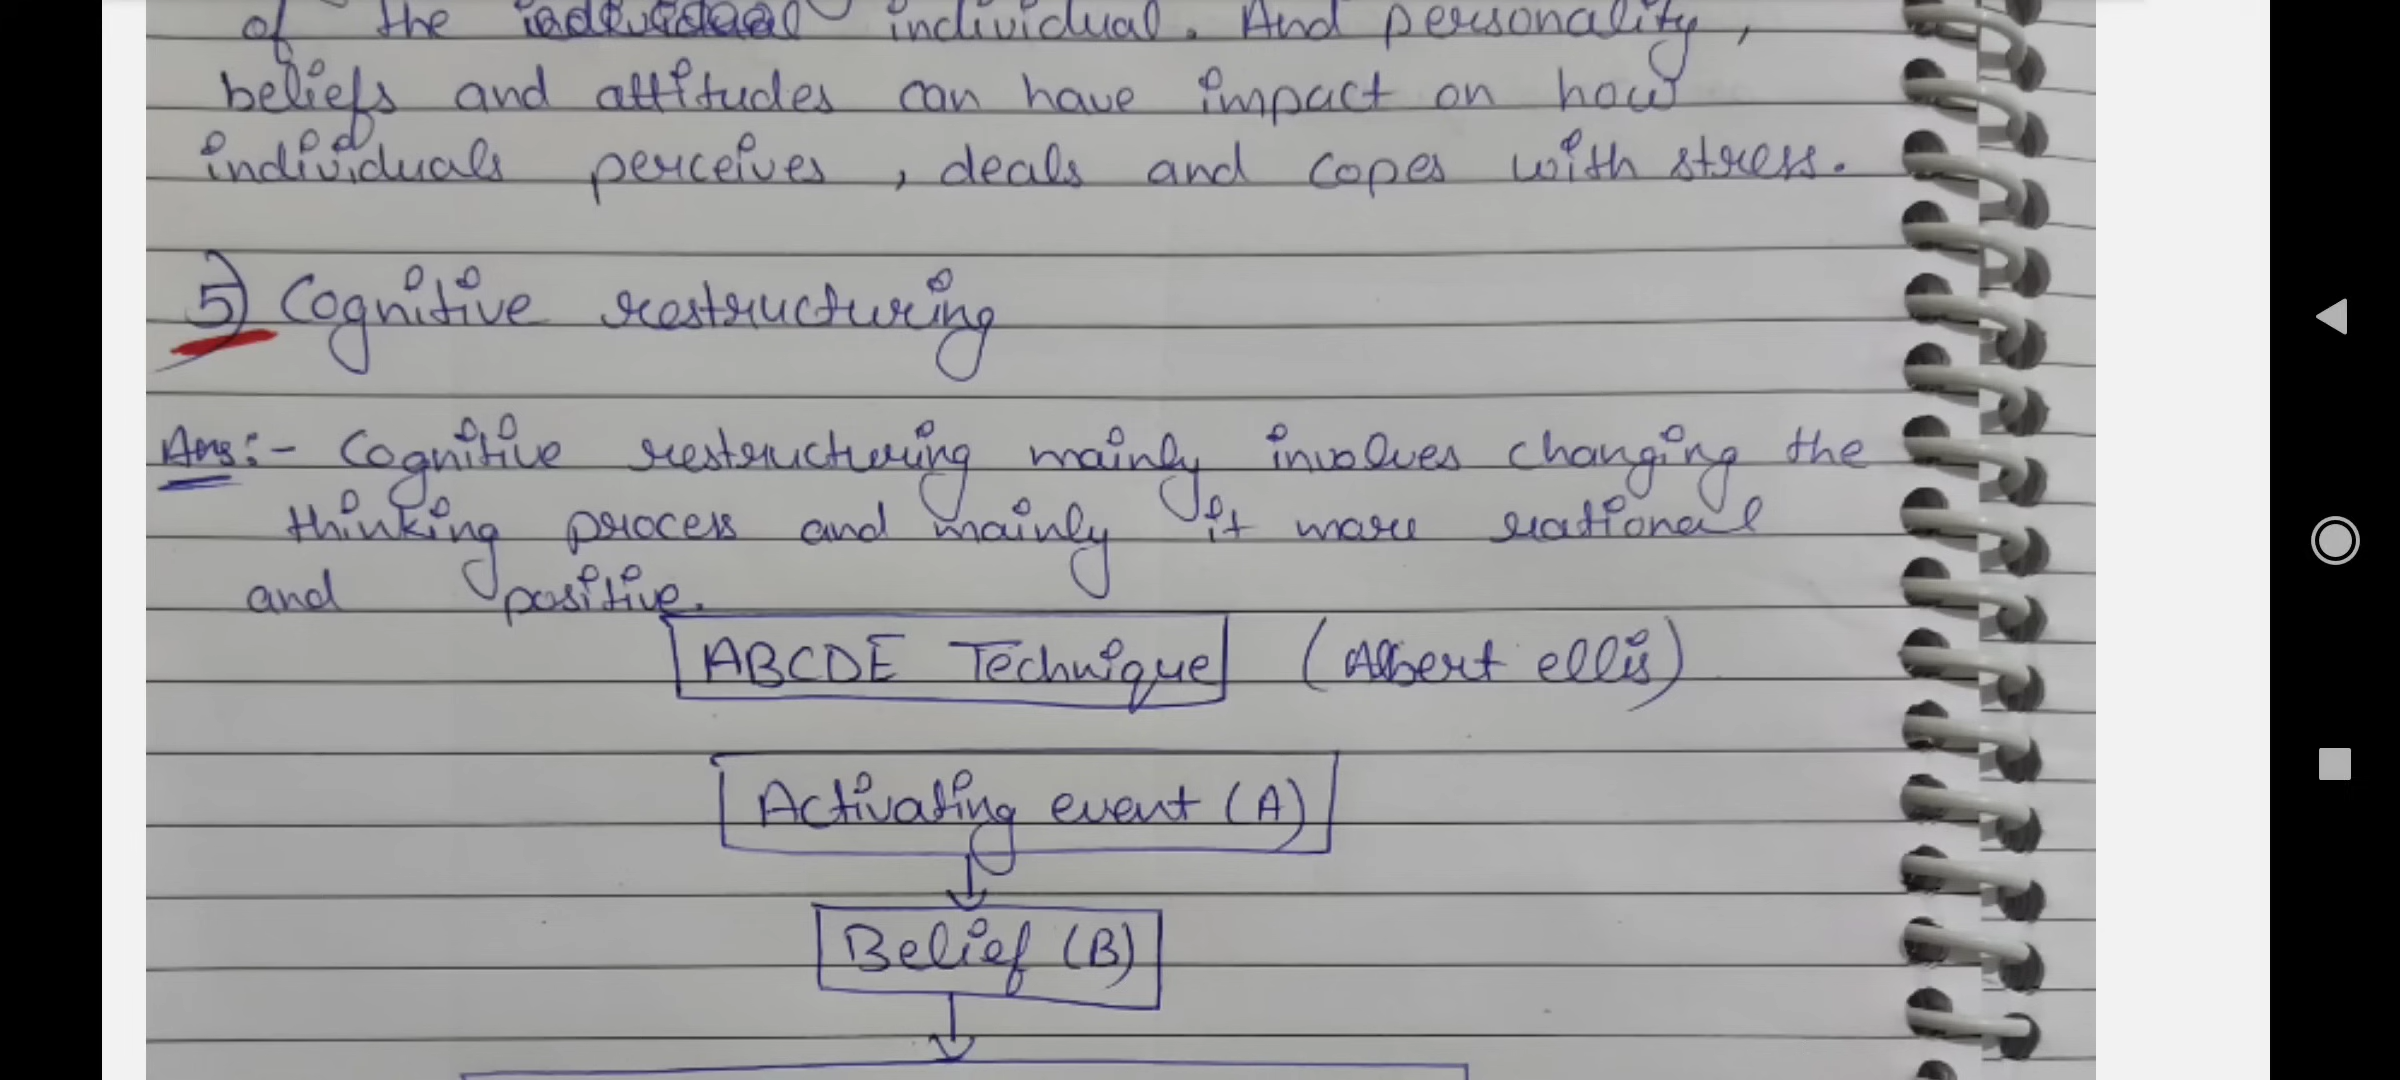 of the individual. And personality,
beliefs and attitudes can have impact on how
individuals perceives, deals and copes with stress.
5) Cognitive restructuring
Ans:- Cognitive restructuring mainly involves changing the
thinking process and mainly it more rational
and positive.
ABCDE Technique (Albert ellis)
Activating event (A)
Belief (B)